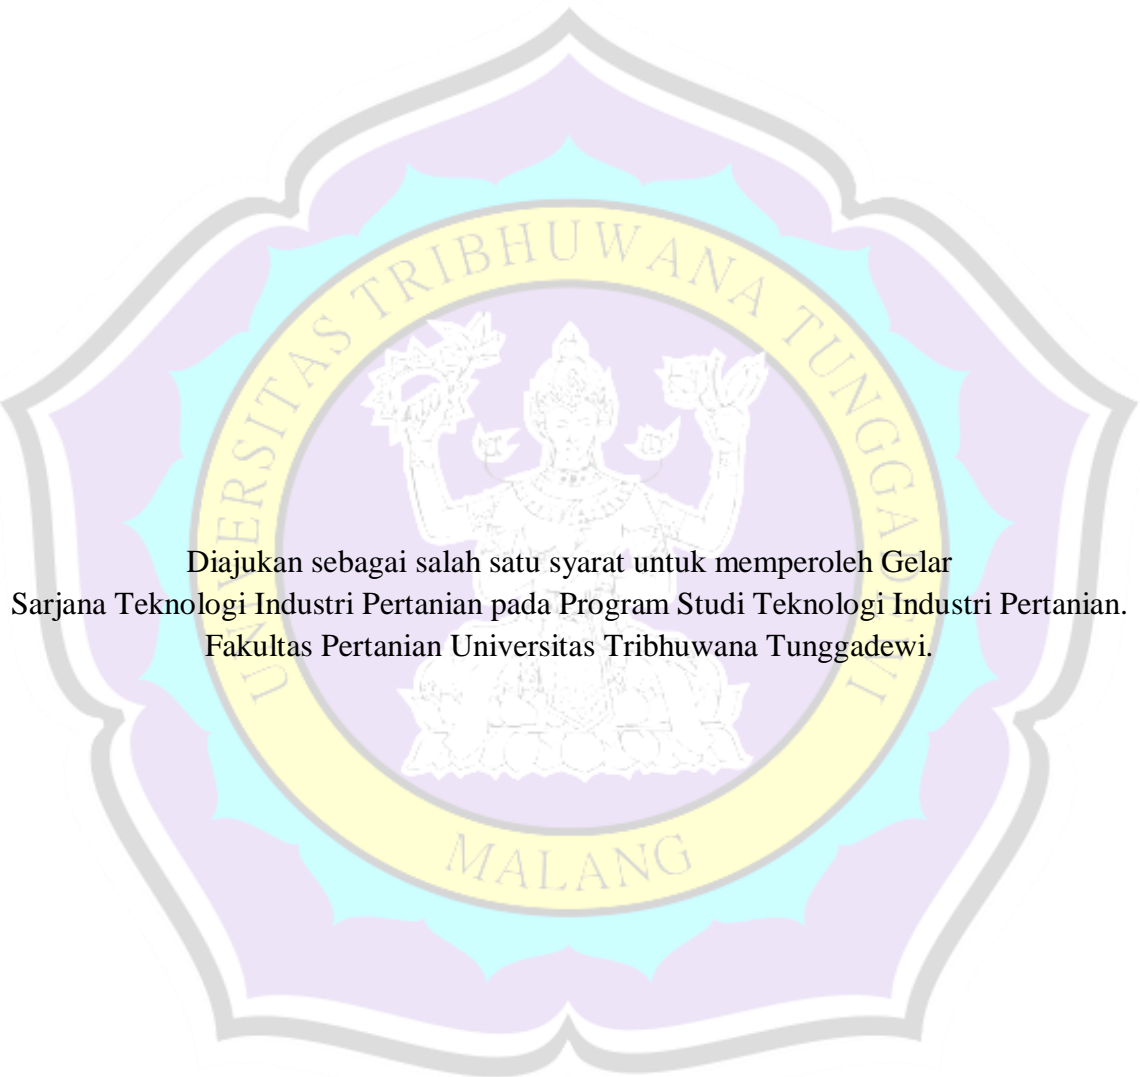 UNIVERSITAS TRIBHUWANA TUNGGADEWI
Diajukan sebagai salah satu syarat untuk memperoleh Gelar
Sarjana Teknologi Industri Pertanian pada Program Studi Teknologi Industri Pertanian.
Fakultas Pertanian Universitas Tribhuwana Tunggadewi.
MALANG